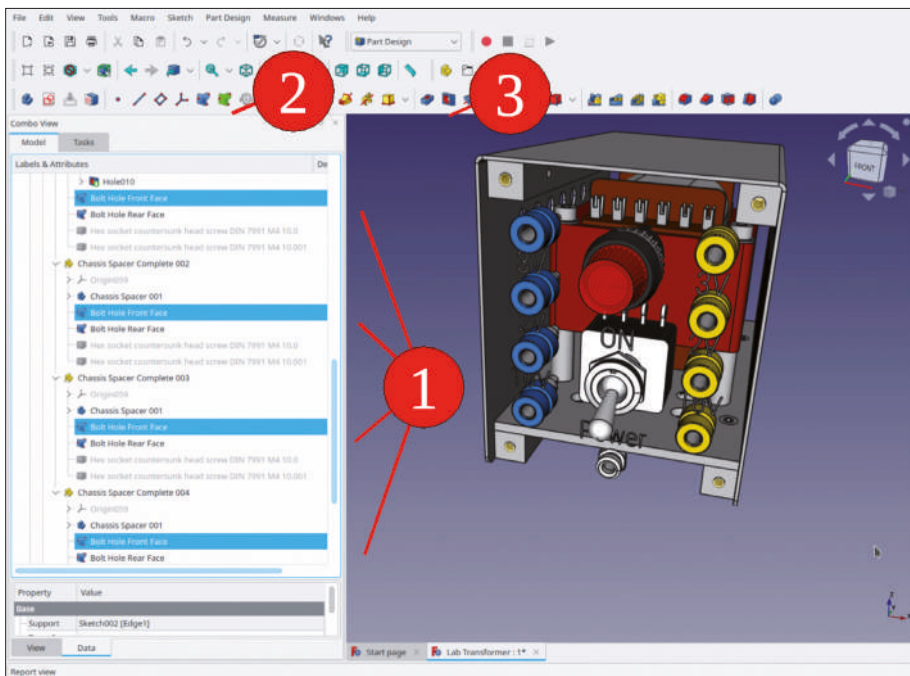 File Edit View Tools Macro Sketch Part Design Measure Windows Help
Part Design
2
3
Combo View
Model Tasks
Labels & Attributes De
Hole010
Bolt Hole Front Face
Bolt Hole Rear Face
Hex socket countersunk head screw DIN 7991 M4 10.0
Hex socket countersunk head screw DIN 7991 M4 10.001
Chassis Spacer Complete 002
Origin059
Chassis Spacer 001
Bolt Hole Front Face
Bolt Hole Rear Face
Hex socket countersunk head screw DIN 7991 M4 10.0
Hex socket countersunk head screw DIN 7991 M4 10.001
Chassis Spacer Complete 003
Origin059
Chassis Spacer 001
Bolt Hole Front Face
Bolt Hole Rear Face
Hex socket countersunk head screw DIN 7991 M4 10.0
Hex socket countersunk head screw DIN 7991 M4 10.001
Chassis Spacer Complete 004
Origin059
Chassis Spacer 001
Bolt Hole Front Face
Bolt Hole Rear Face
1
FRONT
ON
Power
Property Value
Base
Support Sketch002 [Edge1]
View Data
Start page
Lab Transformer : 1*
Report view